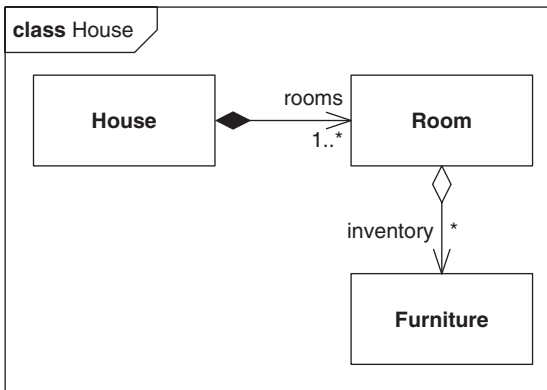 class House
House
rooms
1..*
Room
inventory
*
Furniture